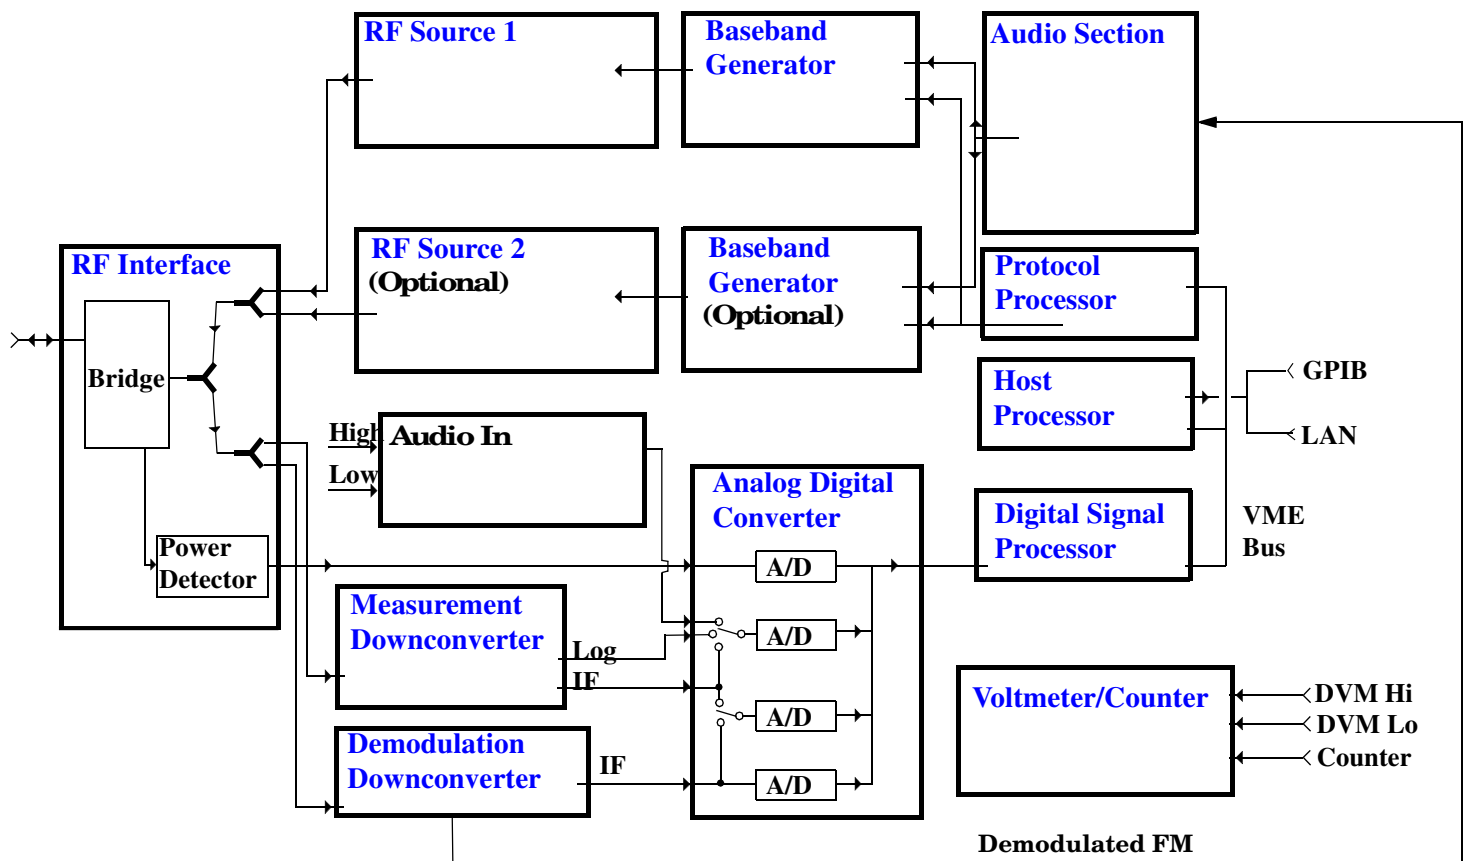 RF Source 1
Baseband
Generator
Audio Section
RF Interface
RF Source 2
(Optional)
Baseband
Generator
(Optional)
Protocol
Processor
Bridge
Host
Processor
GPIB
LAN
High
Low
Audio In
Analog Digital
Converter
Digital Signal
Processor
VME
Bus
Power
Detector
A/D
Measurement
Downconverter
Log
IF
A/D
A/D
Voltmeter/Counter
DVM Hi
DVM Lo
Counter
Demodulation
Downconverter
IF
A/D
Demodulated FM